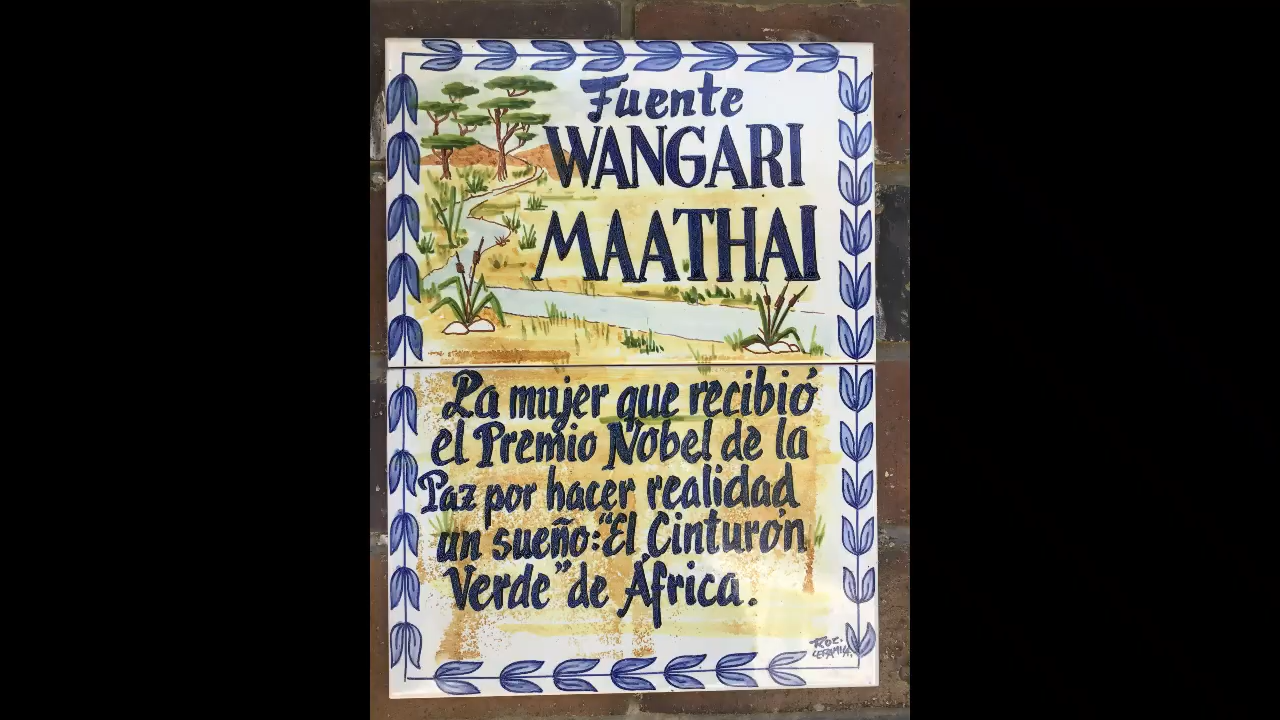 Fuente
WANGARI
MAATHAI
La mujer que recibió
el Premio Nobel de la
Paz por hacer realidad
un sueño: "El Cinturón
Verde" de África.